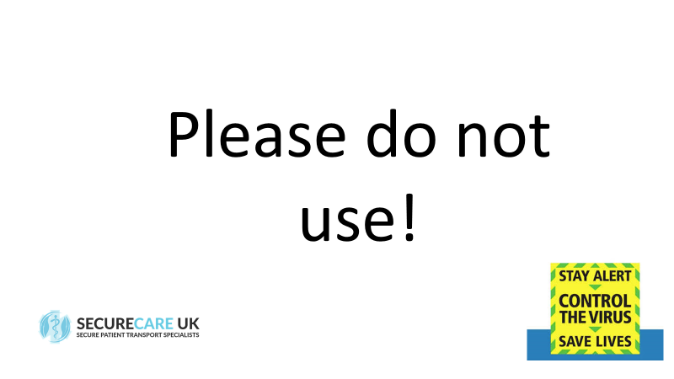 Please do not
use!
SECURECARE UK
SECURE PATIENT TRANSPORT SPECIALISTS
STAY ALERT
CONTROL
THE VIRUS
SAVE LIVES